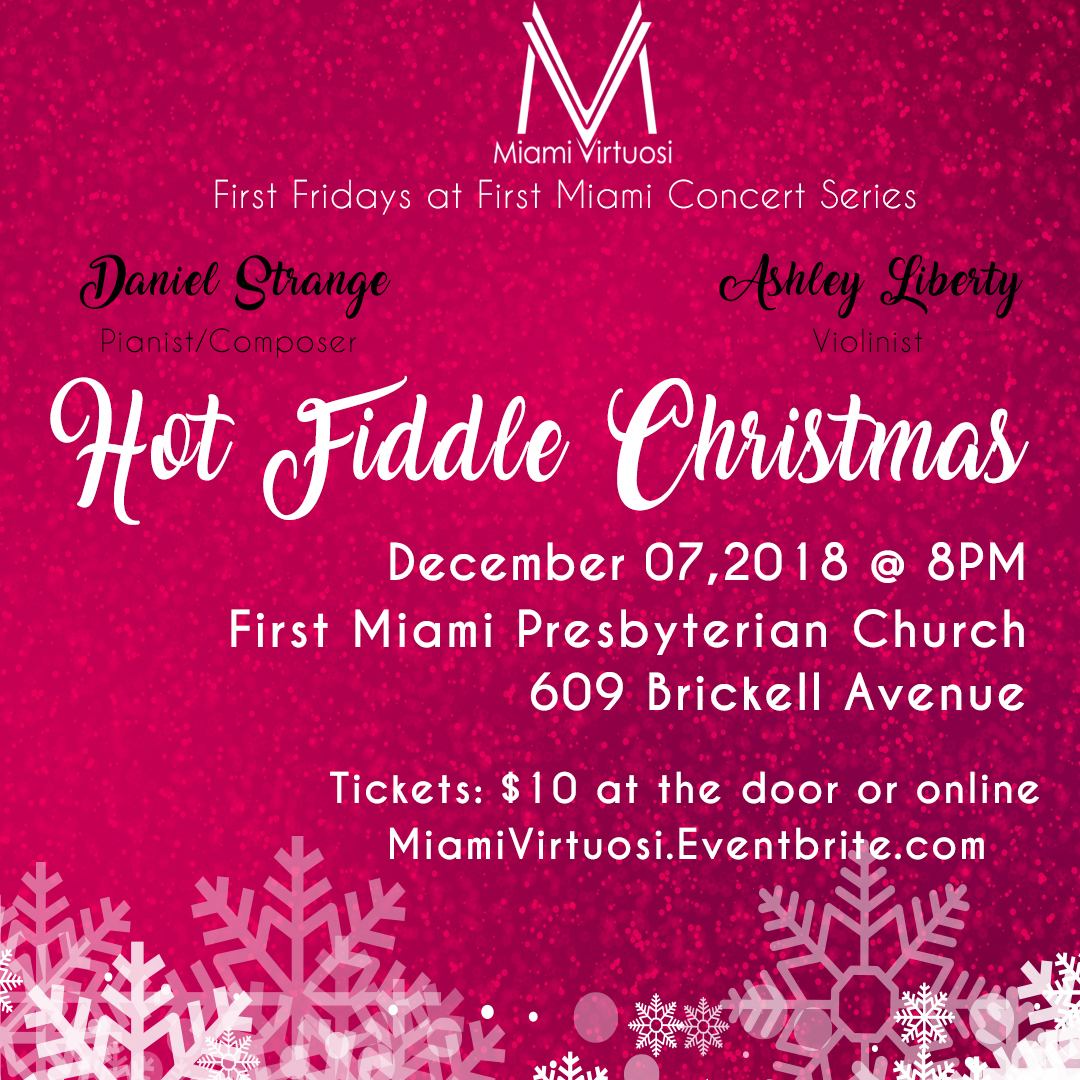 Miami Virtuosi
First Fridays at First Miami Concert Series
Daniel Strange
Pianist/Composer
Ashley Liberty
Violinist
Hot Fiddle Christmas
December 07,2018 @ 8PM
First Miami Presbyterian Church
609 Brickell Avenue
Tickets: $10 at the door or online
MiamiVirtuosi.Eventbrite.com